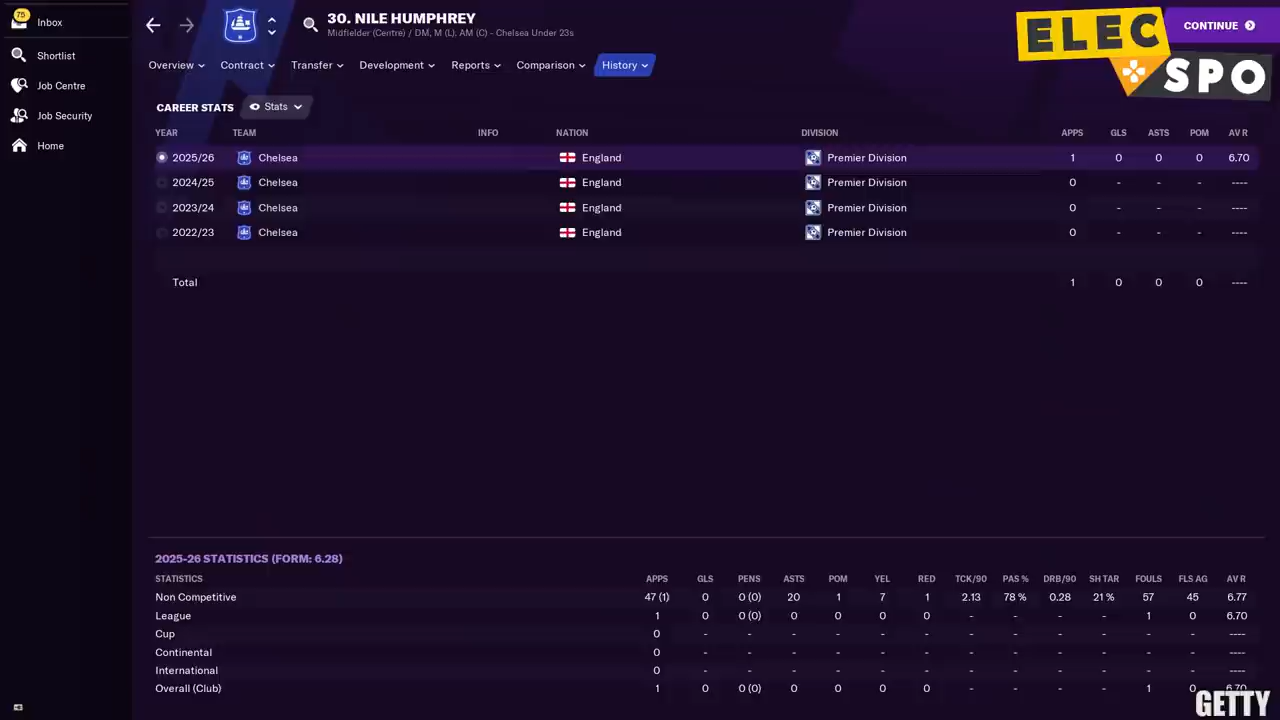 75 Inbox
Shortlist
Job Centre
Job Security
Home
30. NILE HUMPHREY
Midfielder (Centre) / DM, M (L), AM (C) - Chelsea Under 23s
ELEC
SPO
CONTINUE
Overview Contract Transfer Development Reports Comparison History
CAREER STATS Stats
YEAR TEAM INFO NATION DIVISION APPS GLS ASTS POM AV R
2025/26 Chelsea England Premier Division 1 0 0 0 6.70
2024/25 Chelsea England Premier Division 0 - - - ----
2023/24 Chelsea England Premier Division 0 - - - ----
2022/23 Chelsea England Premier Division 0 - - - ----
Total 1 0 0 0 ----
2025-26 STATISTICS (FORM: 6.28)
STATISTICS APPS GLS PENS ASTS POM YEL RED TCK/90 PAS % DRB/90 SH TAR FOULS FLS AG AV R
Non Competitive 47 (1) 0 0 (0) 20 1 7 1 2.13 78 % 0.28 21 % 57 45 6.77
League 1 0 0 (0) 0 0 0 0 - - - - 1 0 6.70
Cup 0 - - - - - - - - - - - - ----
Continental 0 - - - - - - - - - - - - ----
International 0 - - - - - - - - - - - - ----
Overall (Club) 1 0 0 (0) 0 0 0 0 - - - - 1 0 6.70
GETTY